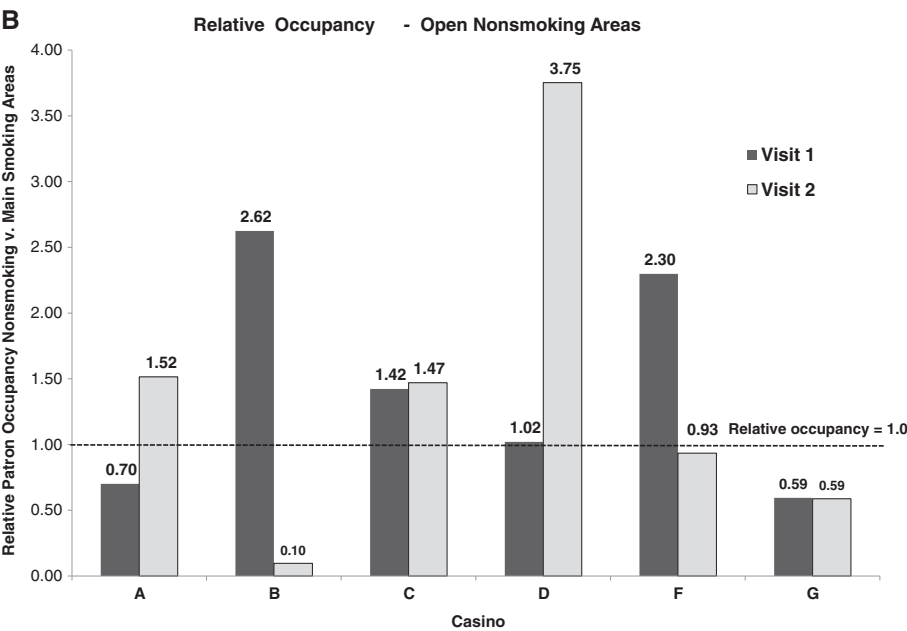 B
Relative Occupancy - Open Nonsmoking Areas
Relative Patron Occupancy Nonsmoking v. Main Smoking Areas
4.00
3.50
3.00
2.50
2.00
1.50
1.00
0.50
0.00
0.70
1.52
2.62
0.10
1.42
1.47
1.02
3.75
2.30
0.93
0.59
0.59
Relative occupancy = 1.0
Visit 1
Visit 2
A B C D F G
Casino